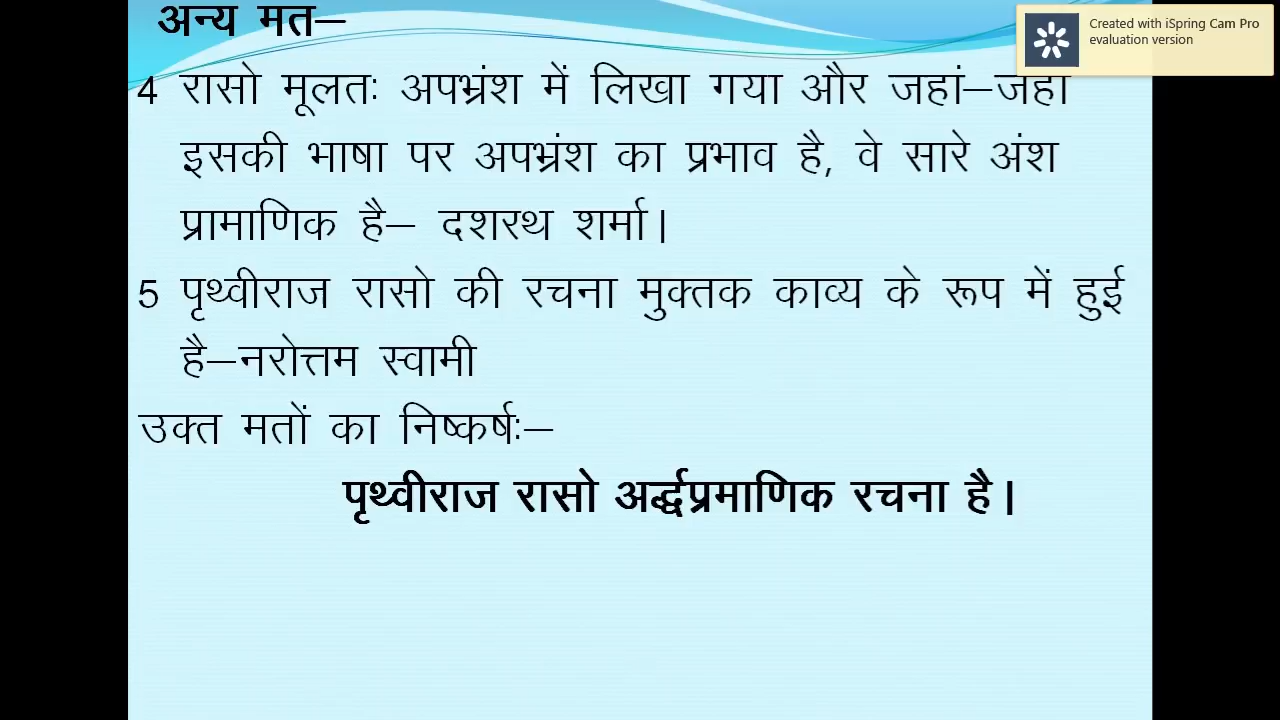 अन्य मत–
Created with iSpring Cam Pro
evaluation version
4 रासो मूलतः अपभ्रंश में लिखा गया और जहां–जहां
इसकी भाषा पर अपभ्रंश का प्रभाव है, वे सारे अंश
प्रामाणिक है– दशरथ शर्मा।
5 पृथ्वीराज रासो की रचना मुक्तक काव्य के रूप में हुई
है–नरोत्तम स्वामी
उक्त मतों का निष्कर्षः–
पृथ्वीराज रासो अर्द्धप्रमाणिक रचना है।